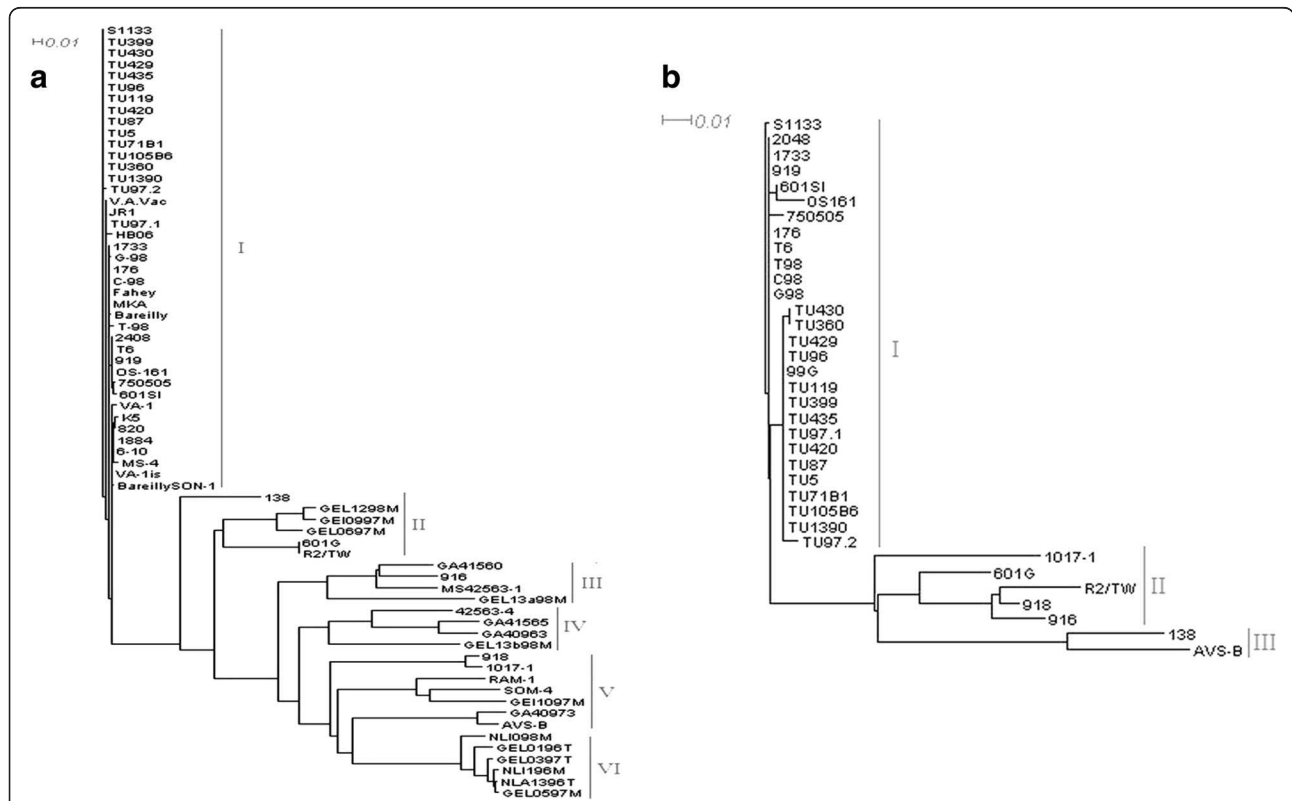 0.01
a
S1133
TU399
TU430
TU429
TU435
TU96
TU119
TU420
TU87
TU5
TU71B1
TU105B6
TU360
TU1390
TU97.2
V.A.Vac
JR1
TU97.1
HB06
1733
G-98
176
C-98
Fahey
MKA
Bareilly
T-98
2408
T6
919
OS-161
750505
601SI
VA-1
K5
820
1884
6-10
MS-4
VA-1is
BareillySON-1
I
138
GEL1298M
GEI0997M
GEL0697M
601G
R2/TW
II
GA41560
916
MS42563-1
GEL13a98M
III
42563-4
GA41565
GA40963
GEL13b98M
IV
918
1017-1
RAM-1
SOM-4
GEI1097M
GA40973
AVS-B
V
NLI098M
GEL0196T
GEL0397T
NLI196M
NLA1396T
GEL0597M
VI
b
0.01
S1133
2048
1733
919
601SI
OS161
750505
176
T6
T98
C98
G98
TU430
TU360
TU429
TU96
99G
TU119
TU399
TU435
TU97.1
TU420
TU87
TU5
TU71B1
TU105B6
TU1390
TU97.2
I
1017-1
601G
R2/TW
918
916
II
138
AVS-B
III